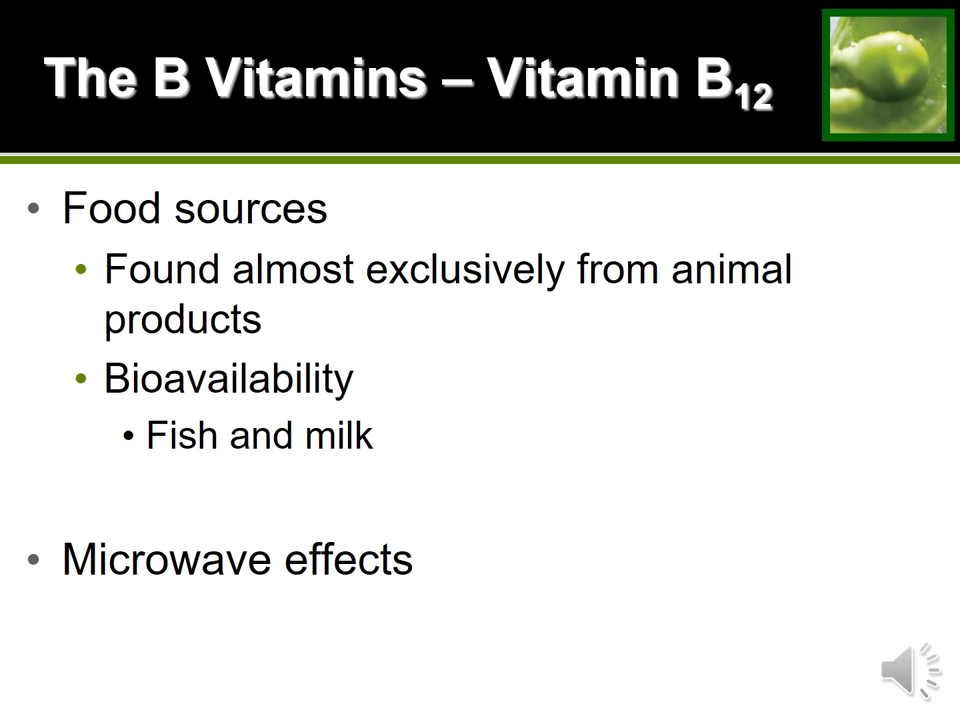 The B Vitamins – Vitamin B₁₂
• Food sources
• Found almost exclusively from animal
products
• Bioavailability
• Fish and milk
• Microwave effects